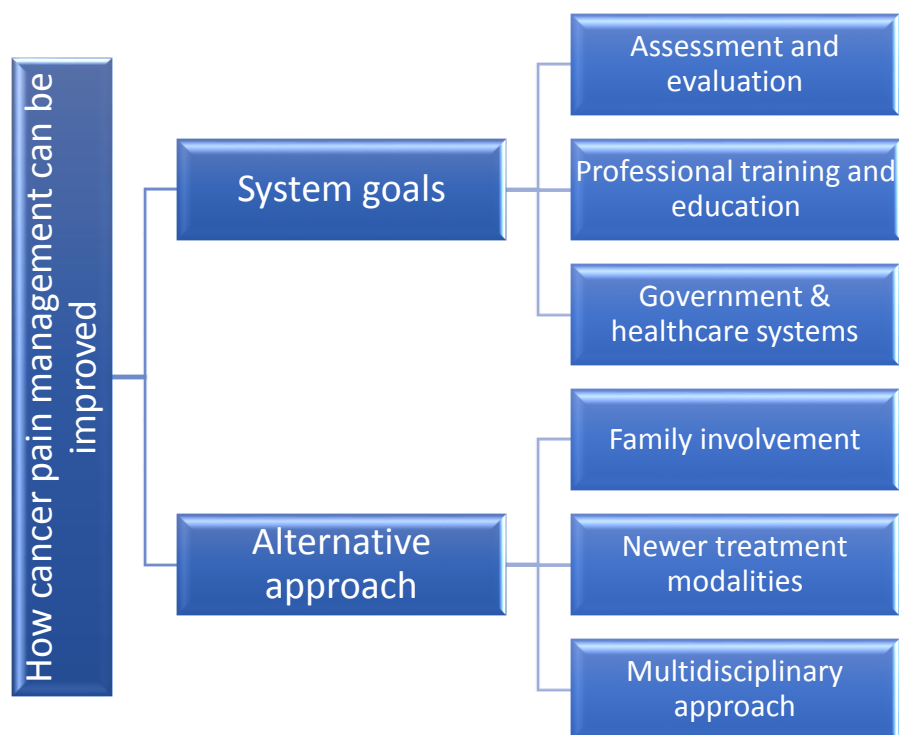 How cancer pain management can be
improved
System goals
Assessment and
evaluation
Professional training and
education
Government &
healthcare systems
Alternative
approach
Family involvement
Newer treatment
modalities
Multidisciplinary
approach